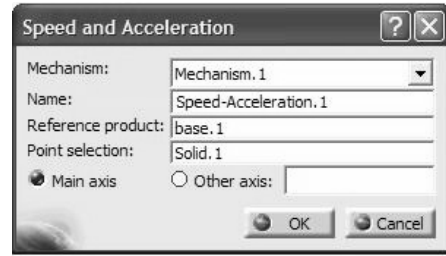 Speed and Acceleration
Mechanism: Mechanism.1
Name: Speed-Acceleration.1
Reference product: base.1
Point selection: Solid.1
Main axis Other axis:
OK Cancel